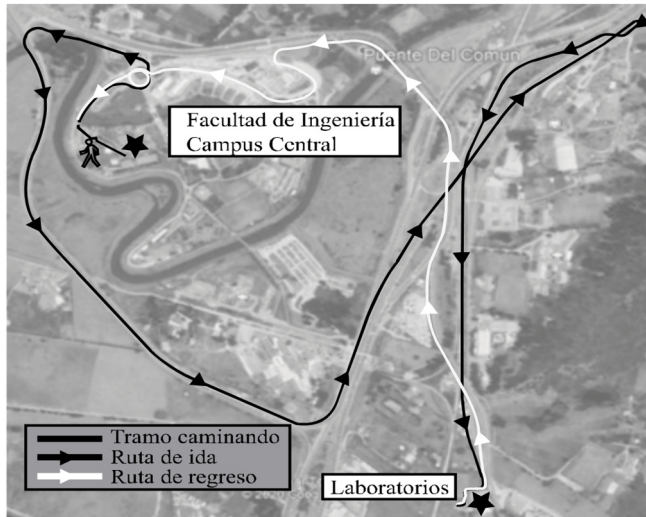 Puente Del Comun
Facultad de Ingeniería
Campus Central
Tramo caminando
Ruta de ida
Ruta de regreso
Laboratorios